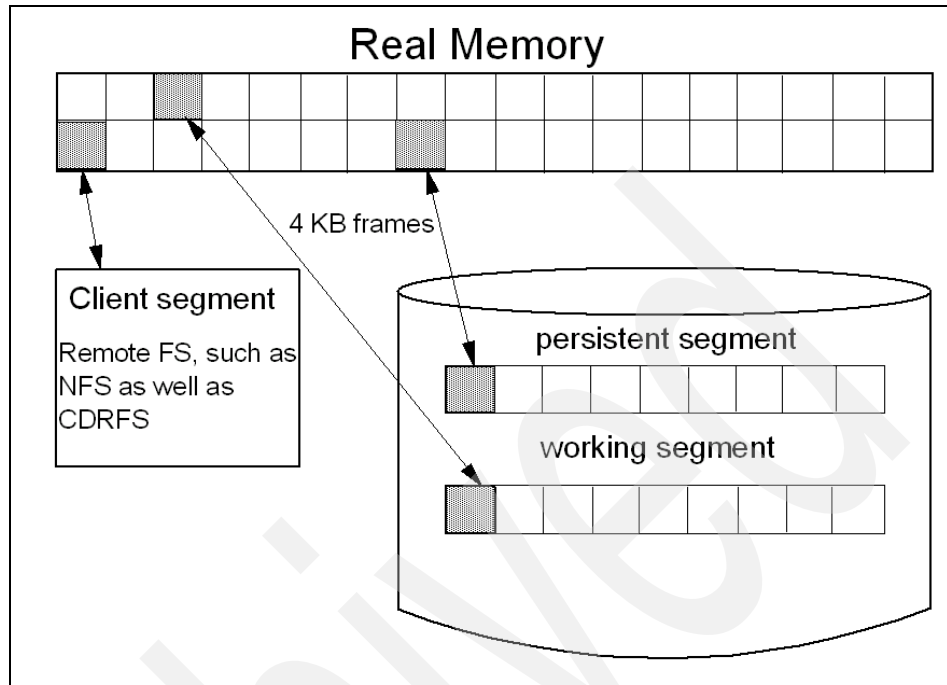 Real Memory
4 KB frames
Client segment
Remote FS, such as
NFS as well as
CDRFS
persistent segment
working segment
hived